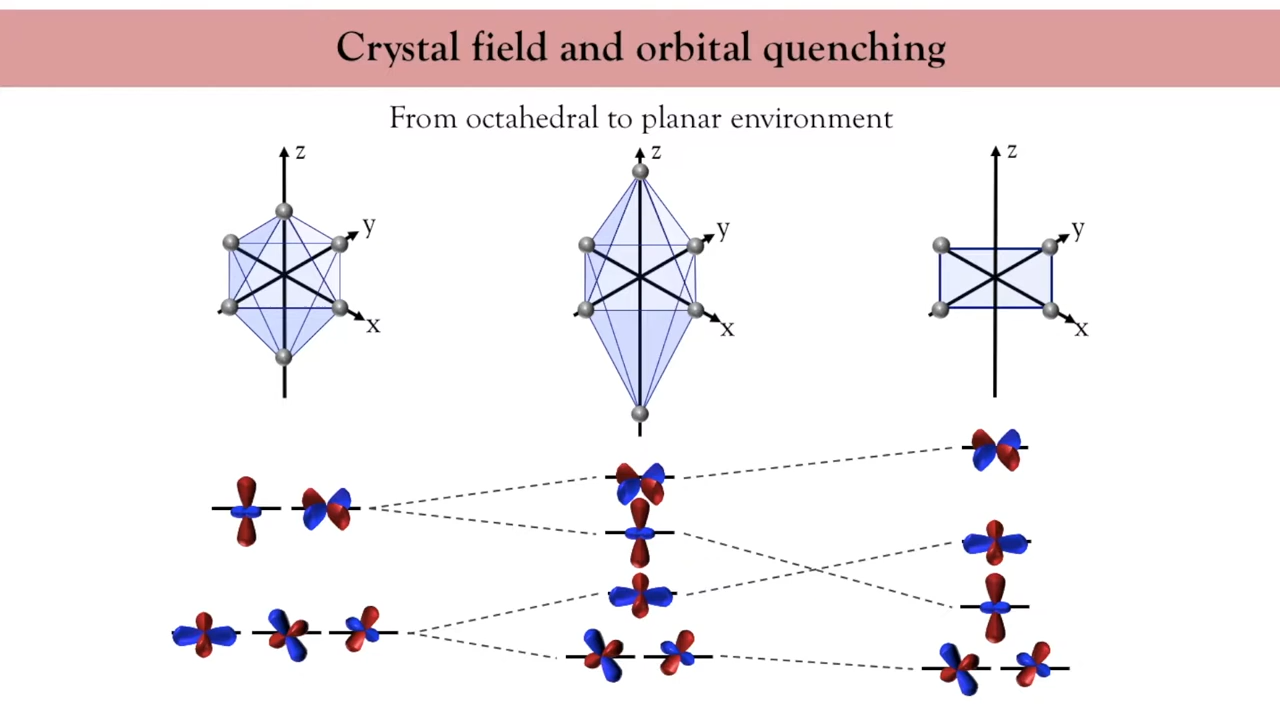 Crystal field and orbital quenching
From octahedral to planar environment
z
y
x
z
y
x
z
y
x